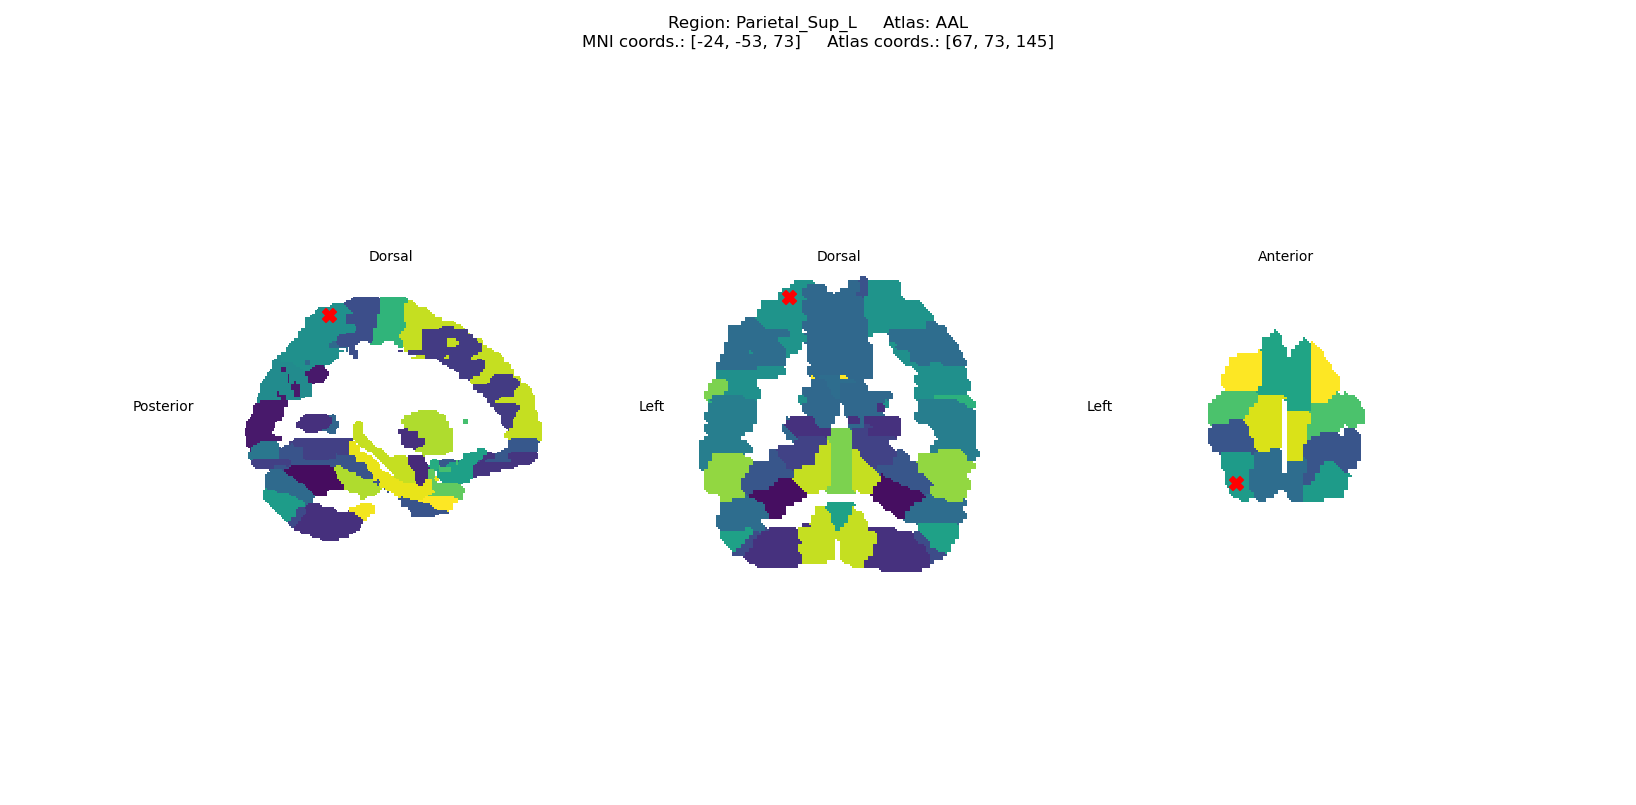 Region: Parietal_Sup_L     Atlas: AAL
MNI coords.: [-24, -53, 73]     Atlas coords.: [67, 73, 145]
Dorsal
Dorsal
Anterior
Posterior
Left
Left